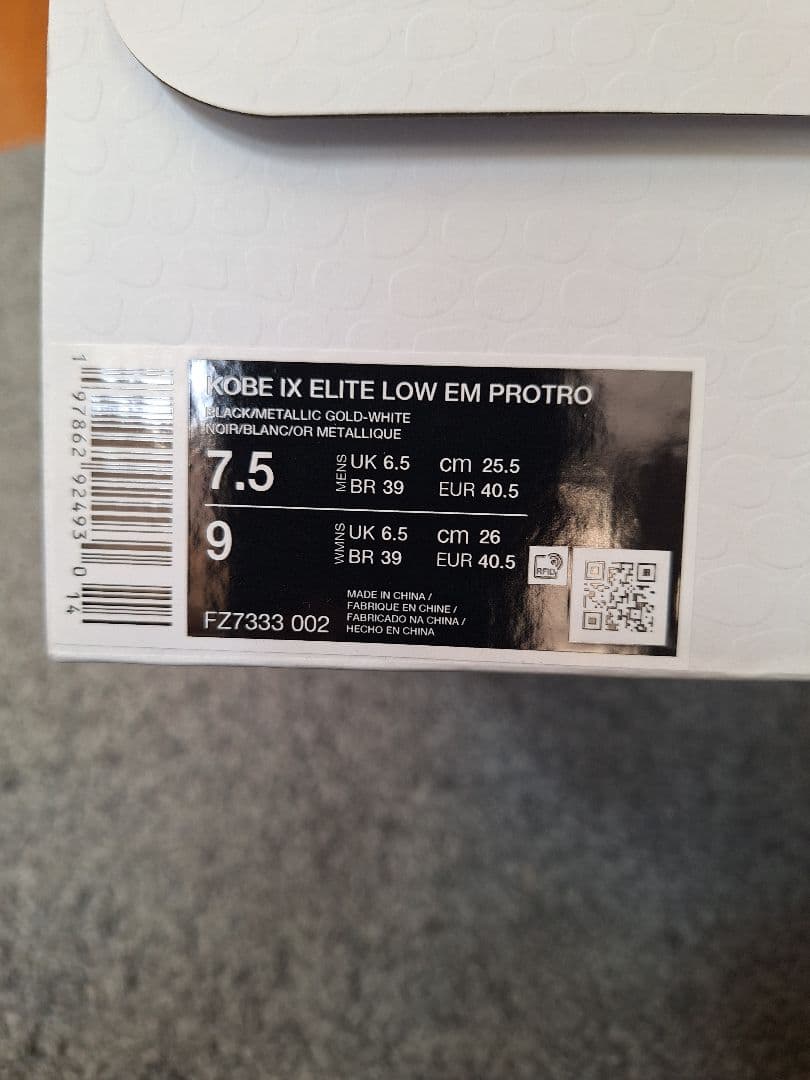 KOBE IX ELITE LOW EM PROTRO
BLACK/METALLIC GOLD-WHITE
NOIR/BLANC/OR METALLIQUE
7.5 MENS UK 6.5 cm 25.5
BR 39 EUR 40.5
9 WMNS UK 6.5 cm 26
BR 39 EUR 40.5
RFID
MADE IN CHINA /
FABRIQUE EN CHINE /
FABRICADO NA CHINA /
HECHO EN CHINA
FZ7333 002
1 97862 92493 0 14